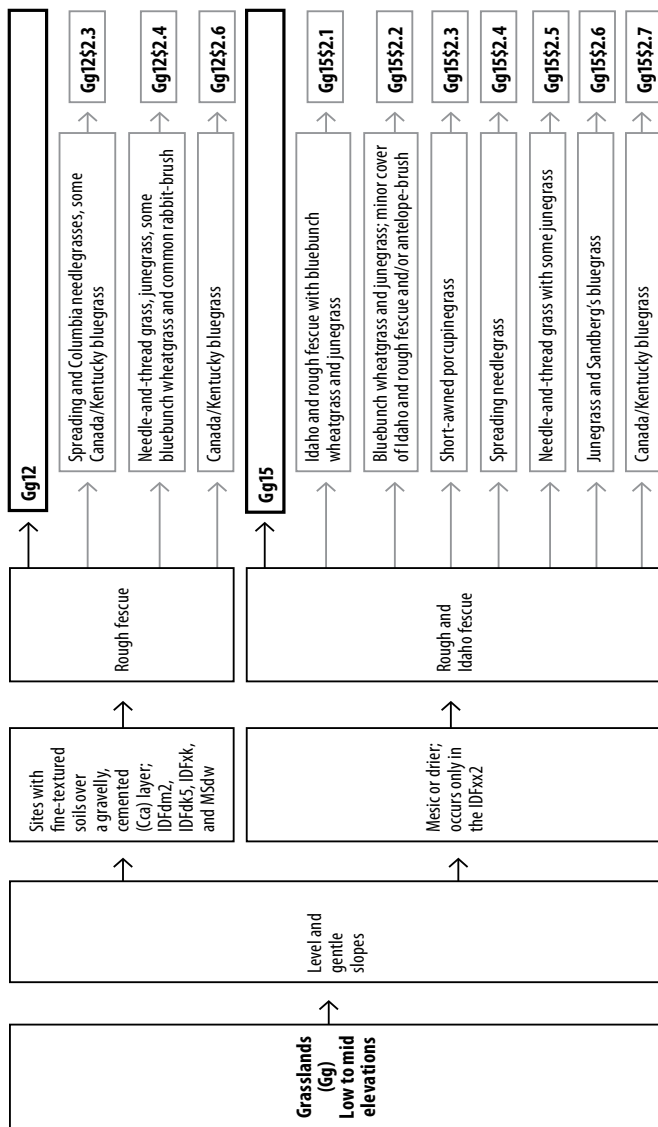 Grasslands
(Gg)
Low to mid
elevations
Level and
gentle
slopes
Sites with
fine-textured
soils over
a gravelly,
cemented
(Cca) layer;
IDFdm2,
IDFdk5, IDFxk,
and MSdw
Rough fescue
Gg12
Spreading and Columbia needlegrasses, some
Canada/Kentucky bluegrass
Gg12$2.3
Needle-and-thread grass, junegrass, some
bluebunch wheatgrass and common rabbit-brush
Gg12$2.4
Canada/Kentucky bluegrass
Gg12$2.6
Mesic or drier;
occurs only in
the IDFxx2
Rough and
Idaho fescue
Gg15
Idaho and rough fescue with bluebunch
wheatgrass and junegrass
Gg15$2.1
Bluebunch wheatgrass and junegrass; minor cover
of Idaho and rough fescue and/or antelope-brush
Gg15$2.2
Short-awned porcupinegrass
Gg15$2.3
Spreading needlegrass
Gg15$2.4
Needle-and-thread grass with some junegrass
Gg15$2.5
Junegrass and Sandberg's bluegrass
Gg15$2.6
Canada/Kentucky bluegrass
Gg15$2.7